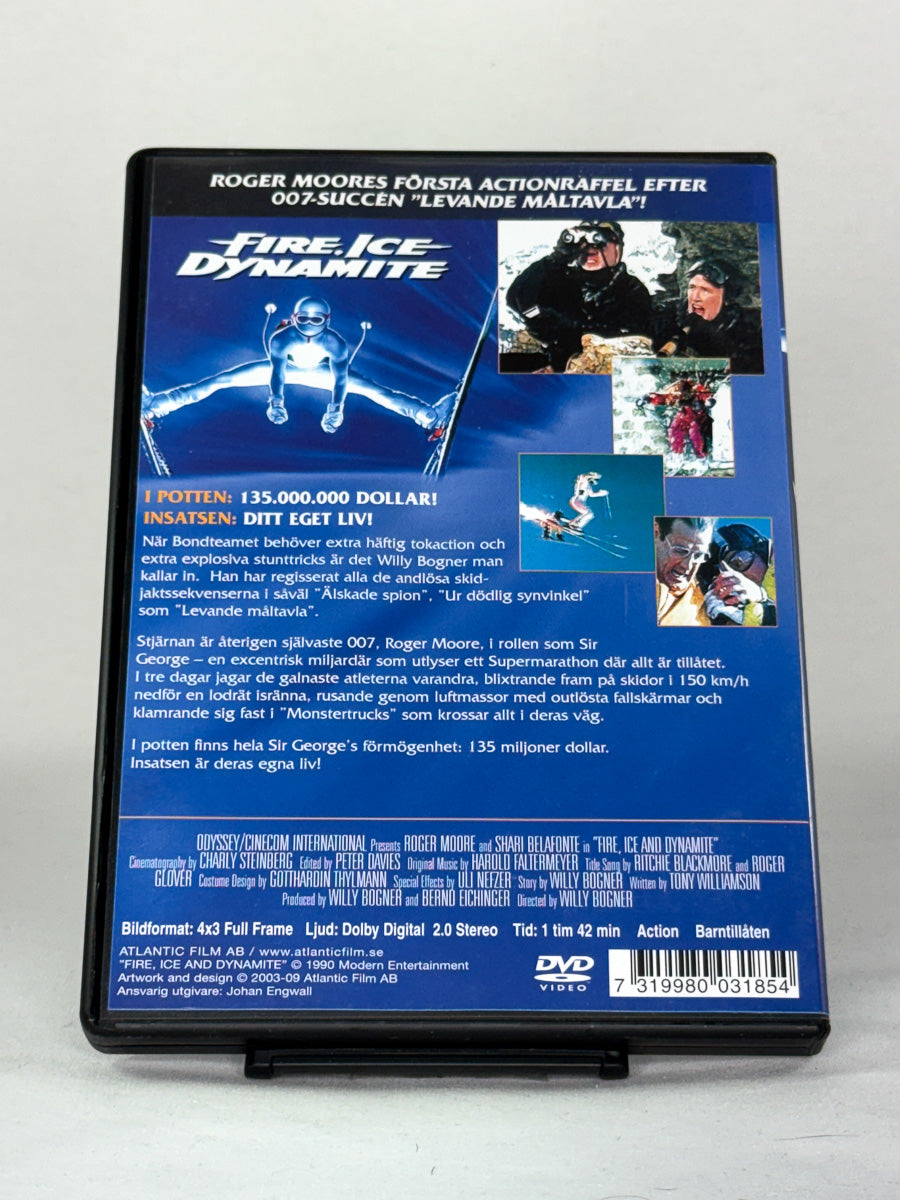 ROGER MOORES FÖRSTA ACTIONRAFFEL EFTER
007-SUCCÉN "LEVANDE MÅLTAVLA"!
FIRE, ICE
DYNAMITE
I POTTEN: 135.000.000 DOLLAR!
INSATSEN: DITT EGET LIV!
När Bondteamet behöver extra häftig tokaction och
extra explosiva stunttricks är det Willy Bogner man
kallar in. Han har regisserat alla de andlösa skid-
jaktssekvenserna i såväl "Älskade spion", "Ur dödlig synvinkel"
som "Levande måltavla".
Stjärnan är återigen självaste 007, Roger Moore, i rollen som Sir
George – en excentrisk miljardär som utlyser ett Supermarathon där allt är tillåtet.
I tre dagar jagar de galnaste atleterna varandra, blixtrande fram på skidor i 150 km/h
nedför en lodrät isränna, rusande genom luftmassor med outlösta fallskärmar och
klamrande sig fast i "Monstertrucks" som krossar allt i deras väg.
I potten finns hela Sir George's förmögenhet: 135 miljoner dollar.
Insatsen är deras egna liv!
ODYSSEY/CINECOM INTERNATIONAL Presents ROGER MOORE and SHARI BELAFONTE in "FIRE, ICE AND DYNAMITE"
Cinematography by CHARLY STEINBERG Edited by PETER DAVIES Original Music by HAROLD FALTERMEYER Title Song by RITCHIE BLACKMORE and ROGER
GLOVER Costume Design by GOTTHARDIN THYLMANN Special Effects by ULI NEFZER Story by WILLY BOGNER Written by TONY WILLIAMSON
Produced by WILLY BOGNER and BERND EICHINGER Directed by WILLY BOGNER
Bildformat: 4x3 Full Frame Ljud: Dolby Digital 2.0 Stereo Tid: 1 tim 42 min Action Barntillåten
ATLANTIC FILM AB / www.atlanticfilm.se
"FIRE, ICE AND DYNAMITE" © 1990 Modern Entertainment
Artwork and design © 2003-09 Atlantic Film AB
Ansvarig utgivare: Johan Engwall
DVD
VIDEO
7 319980 031854